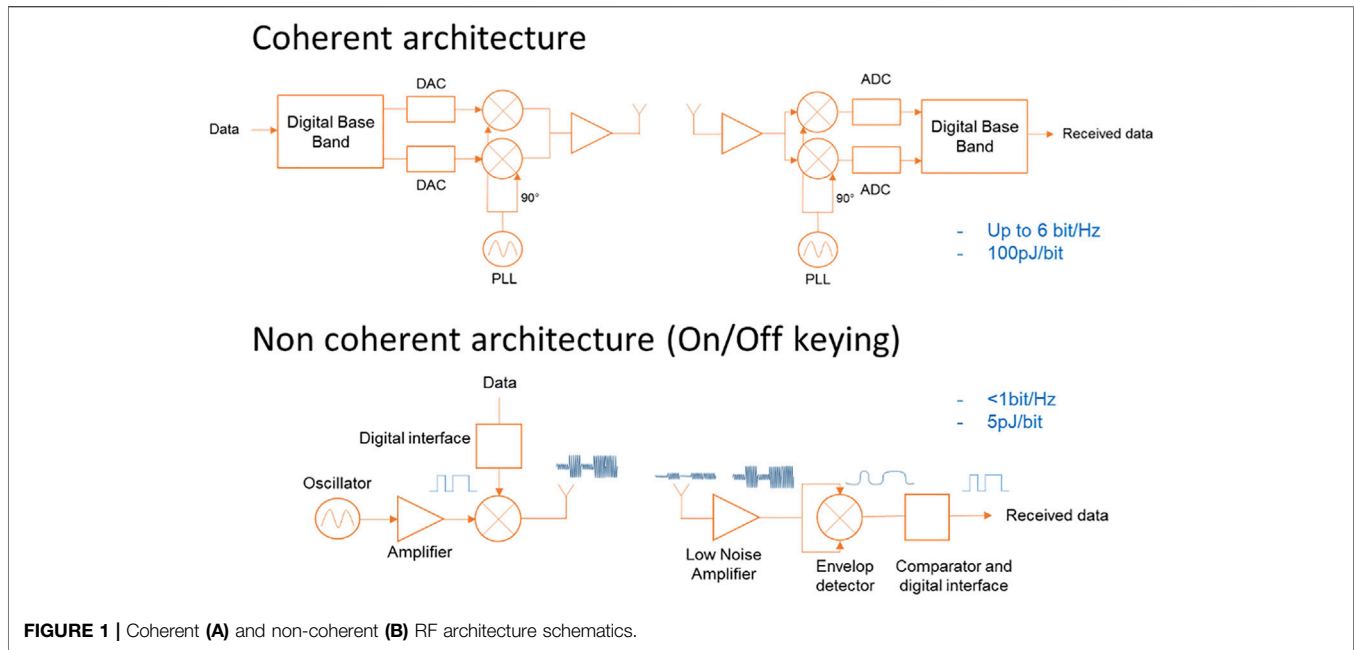 Coherent architecture
DAC
ADC
Data
Digital Base
Band
Digital Base
Band
Received data
DAC
90°
ADC
90°
PLL
PLL
- Up to 6 bit/Hz
- 100pJ/bit
Non coherent architecture (On/Off keying)
Data
- <1bit/Hz
- 5pJ/bit
Digital interface
Oscillator
Amplifier
Received data
Low Noise
Amplifier
Envelop
detector
Comparator and
digital interface
FIGURE 1 | Coherent (A) and non-coherent (B) RF architecture schematics.